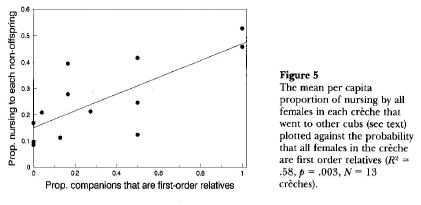 0.6
0.5
0.4
0.3
0.2
0.1
0
Prop. nursing to each non-offspring
0 0.2 0.4 0.6 0.8 1
Prop. companions that are first-order relatives
Figure 5
The mean per capita
proportion of nursing by all
females in each crèche that
went to other cubs (see text)
plotted against the probability
that all females in the crèche
are first order relatives (R² =
.58, p = .003, N = 13
crèches).